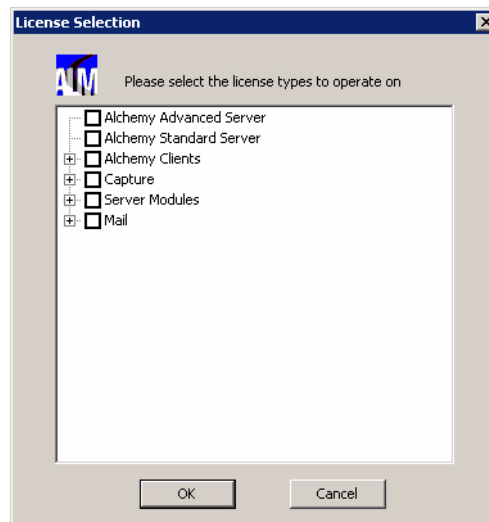 License Selection
ATM
Please select the license types to operate on
Alchemy Advanced Server
Alchemy Standard Server
Alchemy Clients
Capture
Server Modules
Mail
OK
Cancel